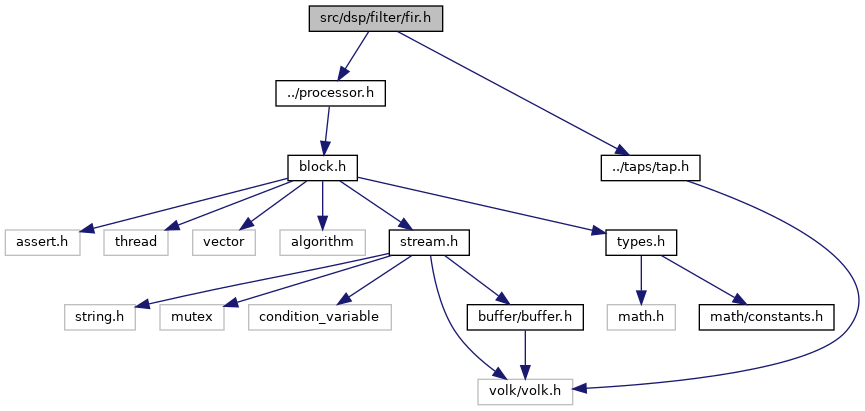 src/dsp/filter/fir.h
../processor.h
block.h
../taps/tap.h
assert.h
thread
vector
algorithm
stream.h
types.h
string.h
mutex
condition_variable
buffer/buffer.h
math.h
math/constants.h
volk/volk.h